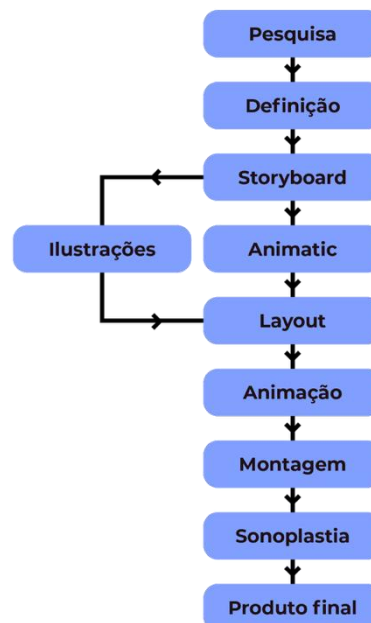 Pesquisa
Definição
Storyboard
Ilustrações
Animatic
Layout
Animação
Montagem
Sonoplastia
Produto final